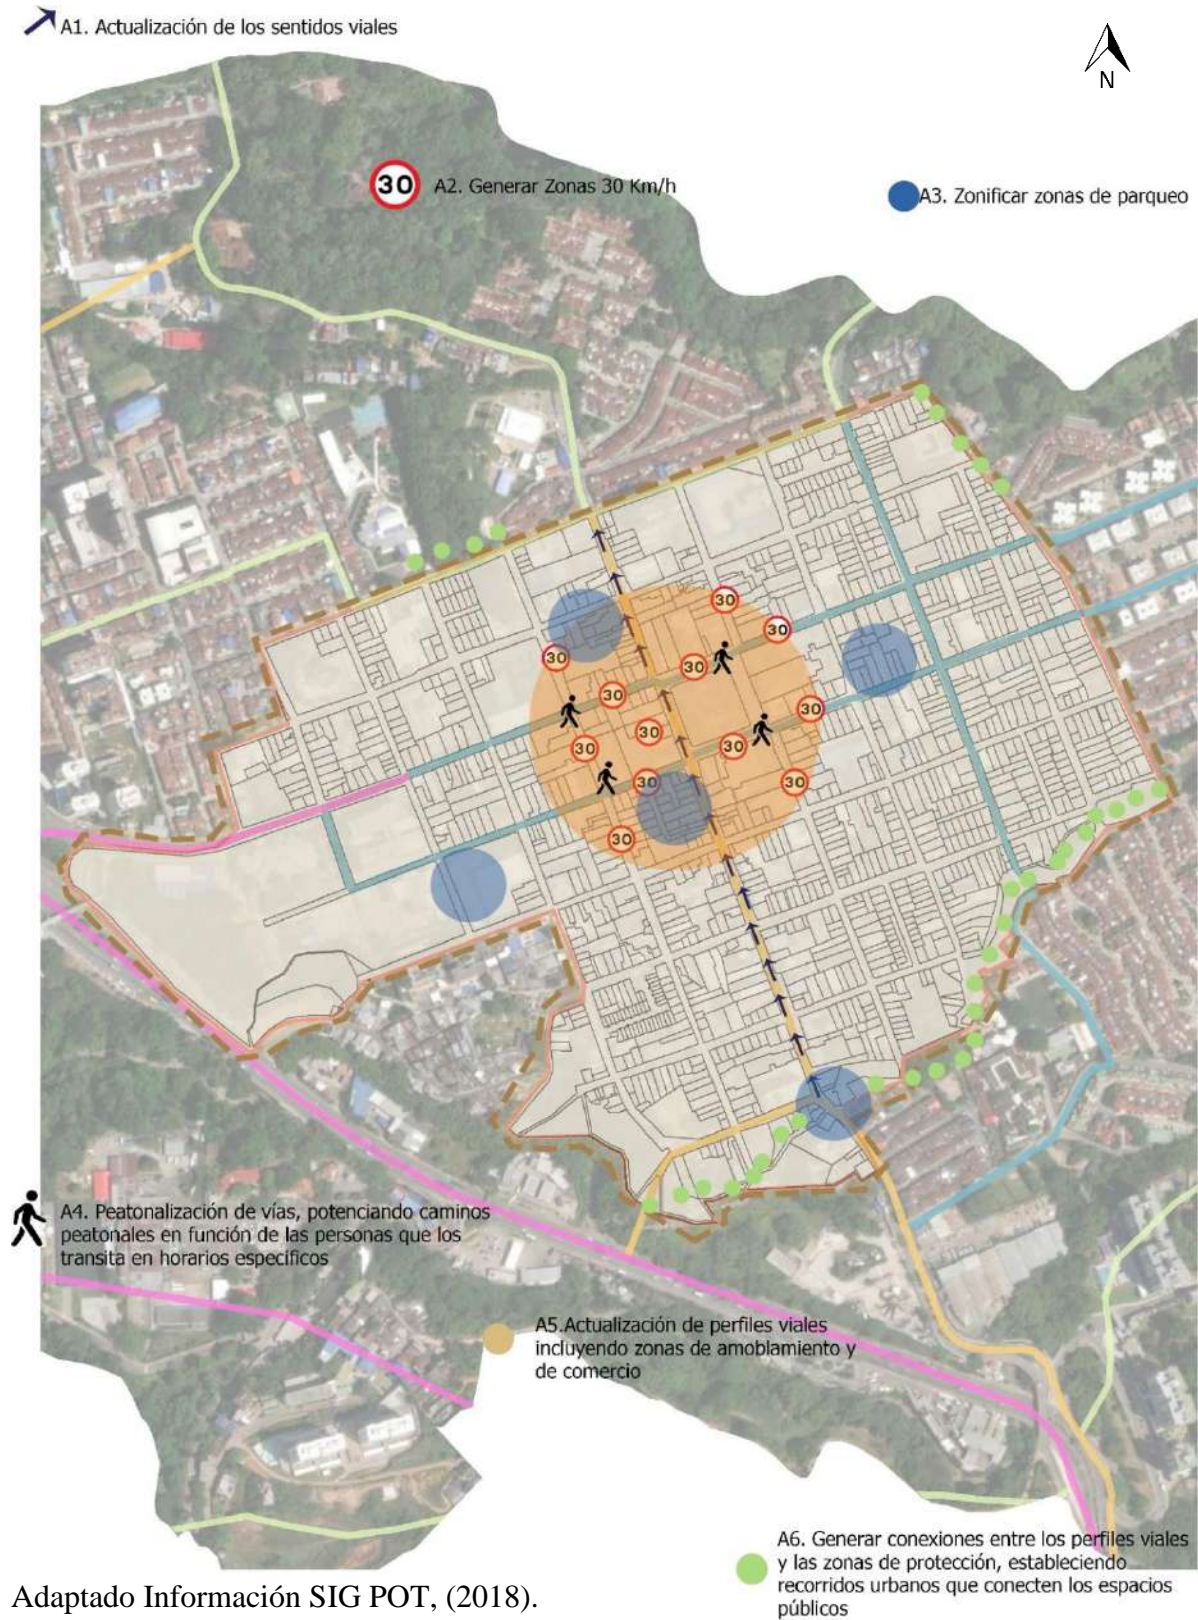 A1. Actualización de los sentidos viales
N
30
A2. Generar Zonas 30 Km/h
A3. Zonificar zonas de parqueo
30
30
30
30
30
30
30
30
30
30
30
30
A4. Peatonalización de vías, potenciando caminos
peatonales en función de las personas que los
transita en horarios especificos
A5.Actualización de perfiles viales
incluyendo zonas de amoblamiento y
de comercio
A6. Generar conexiones entre los perfiles viales
y las zonas de protección, estableciendo
recorridos urbanos que conecten los espacios
públicos
Adaptado Información SIG POT, (2018).